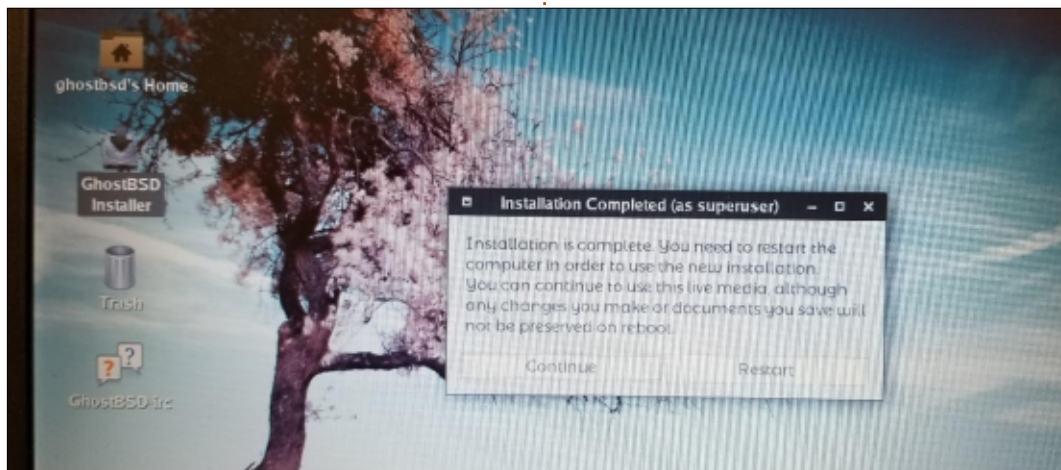 ghostbsd's Home
GhostBSD
Installer
Trash
GhostBSD-irc
Installation Completed (as superuser)
Installation is complete. You need to restart the
computer in order to use the new installation.
You can continue to use this live media, although
any changes you make or documents you save will
not be preserved on reboot.
Continue
Restart